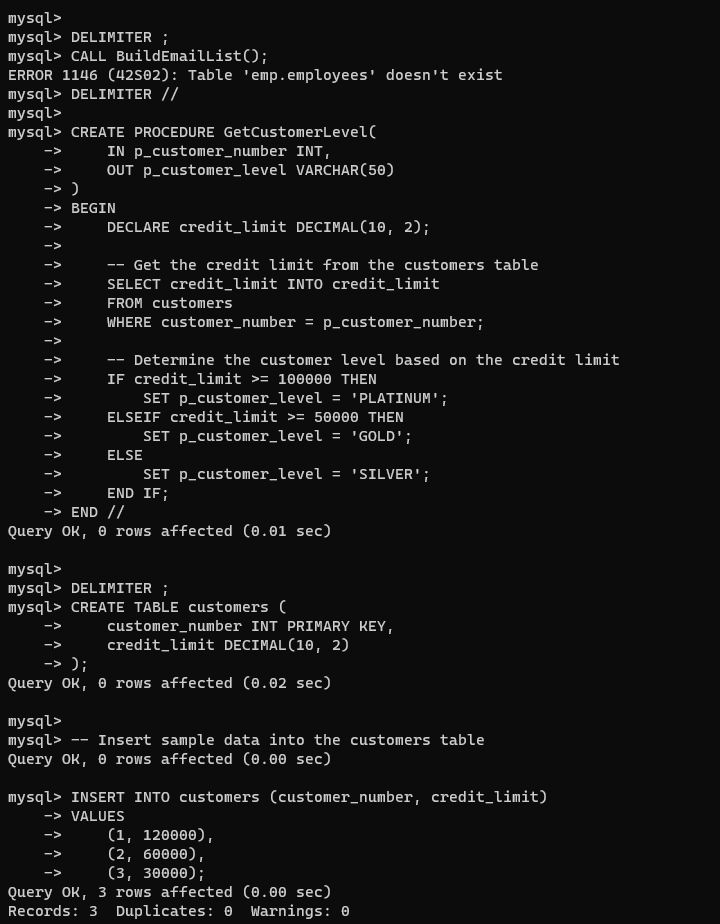 mysql>
mysql> DELIMITER ;
mysql> CALL BuildEmailList();
ERROR 1146 (42S02): Table 'emp.employees' doesn't exist
mysql> DELIMITER //
mysql>
mysql> CREATE PROCEDURE GetCustomerLevel(
    ->     IN p_customer_number INT,
    ->     OUT p_customer_level VARCHAR(50)
    -> )
    -> BEGIN
    ->     DECLARE credit_limit DECIMAL(10, 2);
    ->
    ->     -- Get the credit limit from the customers table
    ->     SELECT credit_limit INTO credit_limit
    ->     FROM customers
    ->     WHERE customer_number = p_customer_number;
    ->
    ->     -- Determine the customer level based on the credit limit
    ->     IF credit_limit >= 100000 THEN
    ->         SET p_customer_level = 'PLATINUM';
    ->     ELSEIF credit_limit >= 50000 THEN
    ->         SET p_customer_level = 'GOLD';
    ->     ELSE
    ->         SET p_customer_level = 'SILVER';
    ->     END IF;
    -> END //
Query OK, 0 rows affected (0.01 sec)

mysql>
mysql> DELIMITER ;
mysql> CREATE TABLE customers (
    ->     customer_number INT PRIMARY KEY,
    ->     credit_limit DECIMAL(10, 2)
    -> );
Query OK, 0 rows affected (0.02 sec)

mysql>
mysql> -- Insert sample data into the customers table
Query OK, 0 rows affected (0.00 sec)

mysql> INSERT INTO customers (customer_number, credit_limit)
    -> VALUES
    ->     (1, 120000),
    ->     (2, 60000),
    ->     (3, 30000);
Query OK, 3 rows affected (0.00 sec)
Records: 3  Duplicates: 0  Warnings: 0